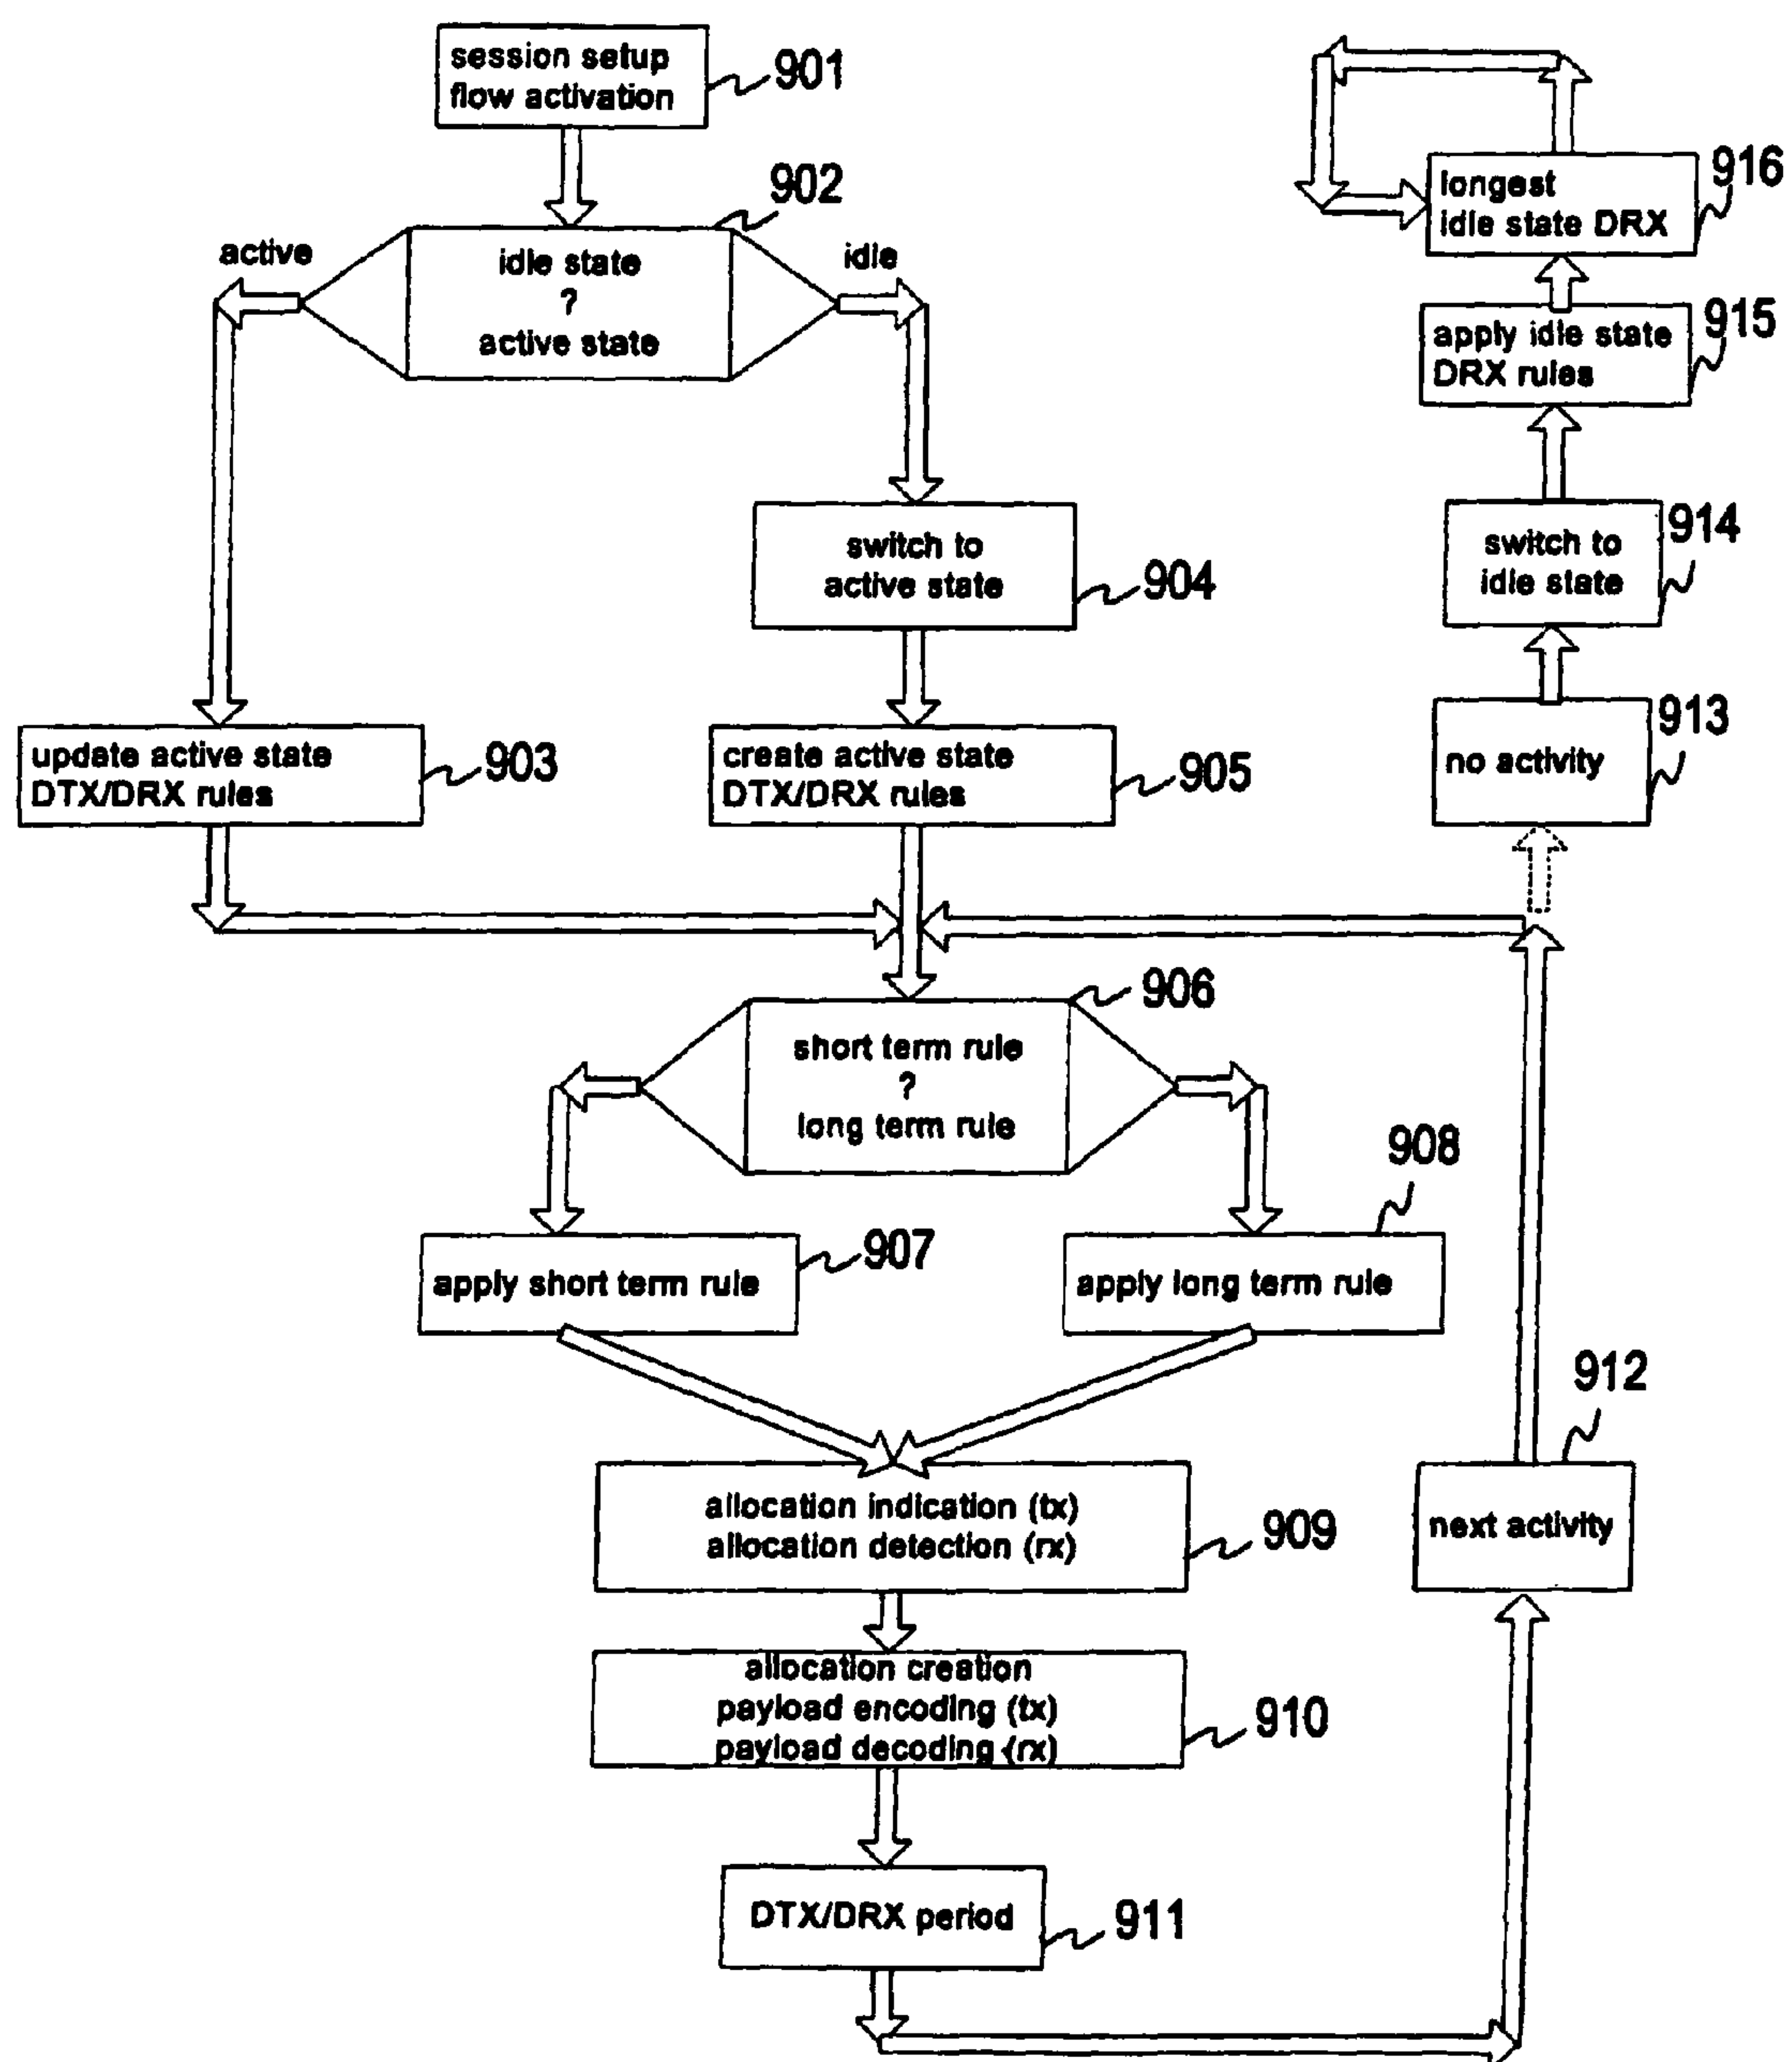 session setup
flow activation
901
902
active
idle state
?
active state
idle
switch to
active state
904
update active state
DTX/DRX rules
903
create active state
DTX/DRX rules
905
906
short term rule
?
long term rule
907
apply short term rule
908
apply long term rule
allocation indication (tx)
allocation detection (rx)
909
allocation creation
payload encoding (tx)
payload decoding (rx)
910
DTX/DRX period
911
912
next activity
913
no activity
914
switch to
idle state
915
apply idle state
DRX rules
916
longest
idle state DRX